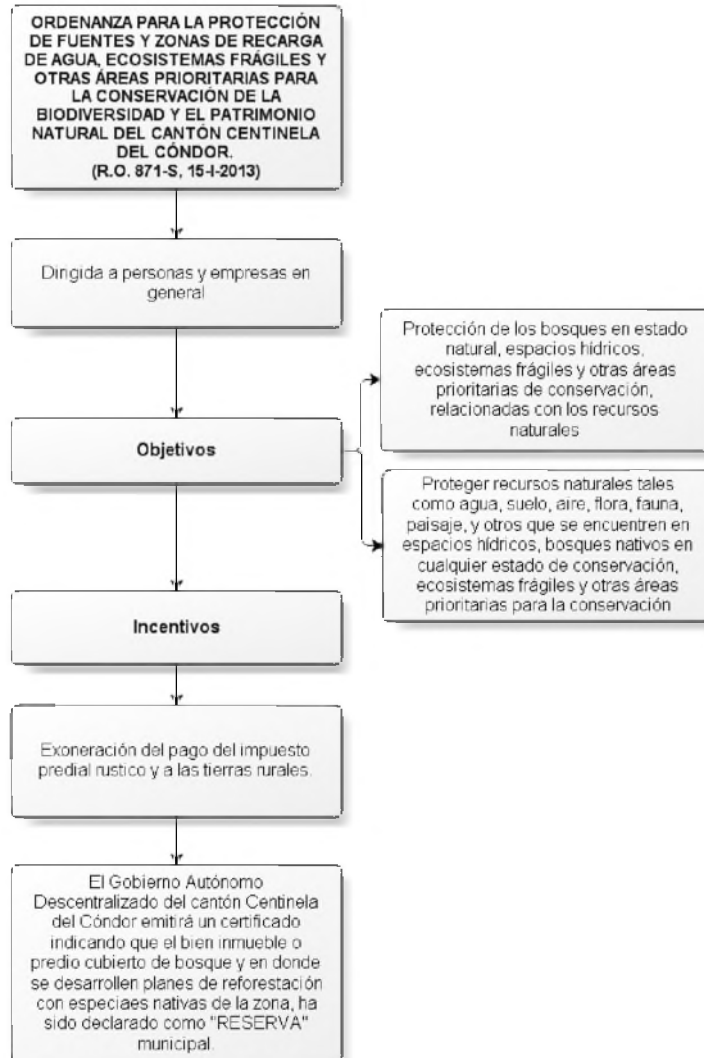 ORDENANZA PARA LA PROTECCIÓN
DE FUENTES Y ZONAS DE RECARGA
DE AGUA, ECOSISTEMAS FRÁGILES Y
OTRAS ÁREAS PRIORITARIAS PARA
LA CONSERVACIÓN DE LA
BIODIVERSIDAD Y EL PATRIMONIO
NATURAL DEL CANTÓN CENTINELA
DEL CÓNDOR.
(R.O. 871-S, 15-I-2013)
Dirigida a personas y empresas en
general
Objetivos
Protección de los bosques en estado
natural, espacios hídricos,
ecosistemas frágiles y otras áreas
prioritarias de conservación,
relacionadas con los recursos
naturales
Proteger recursos naturales tales
como agua, suelo, aire, flora, fauna,
paisaje, y otros que se encuentren en
espacios hídricos, bosques nativos en
cualquier estado de conservación,
ecosistemas frágiles y otras áreas
prioritarias para la conservación
Incentivos
Exoneración del pago del impuesto
predial rustico y a las tierras rurales.
El Gobierno Autónomo
Descentralizado del cantón Centinela
del Cóndor emitirá un certificado
indicando que el bien inmueble o
predio cubierto de bosque y en donde
se desarrollen planes de reforestación
con especiaes nativas de la zona, ha
sido declarado como "RESERVA"
municipal.